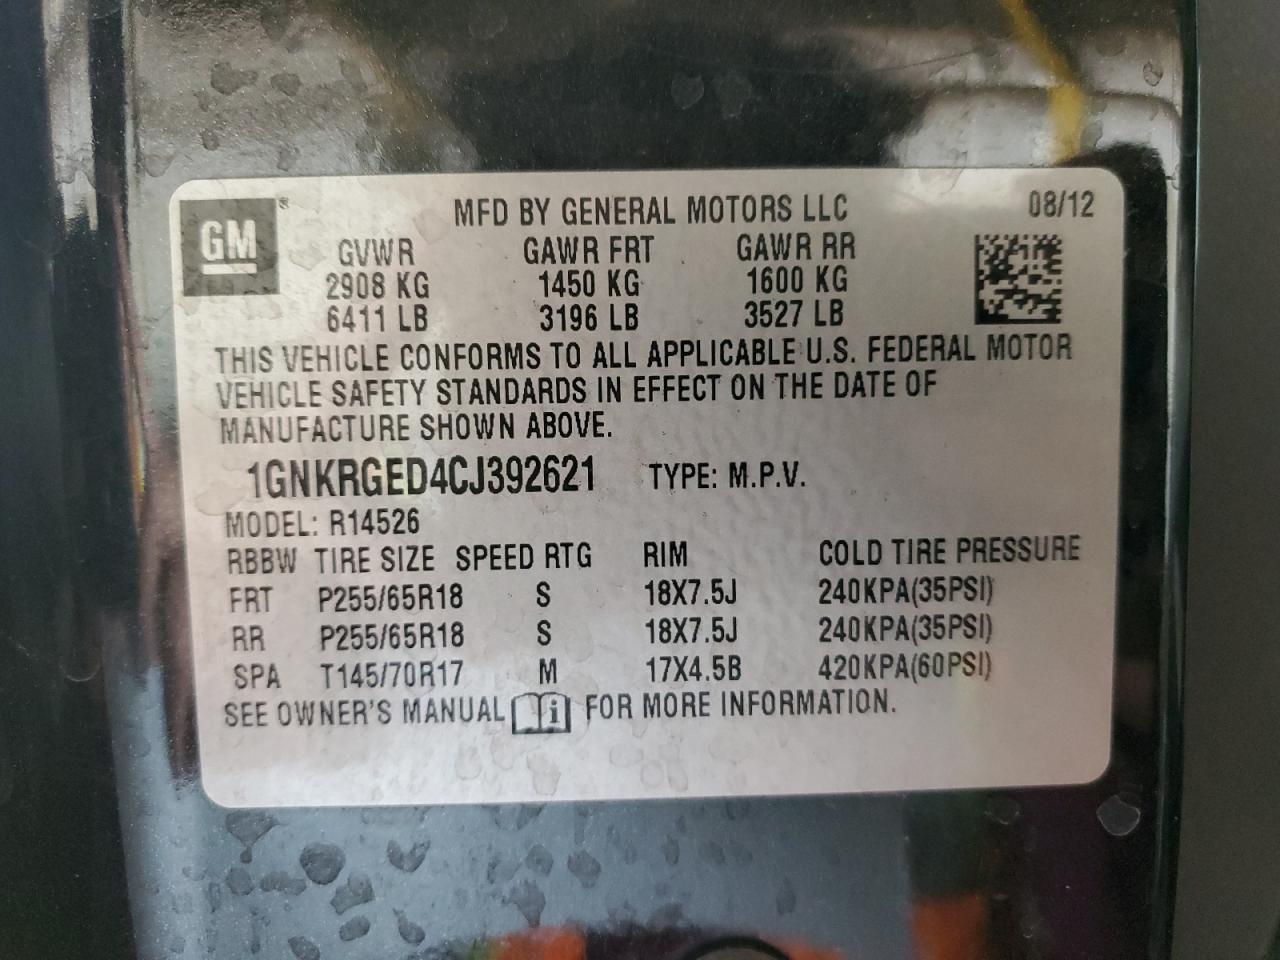 GM ® MFD BY GENERAL MOTORS LLC 08/12
GVWR GAWR FRT GAWR RR
2908 KG 1450 KG 1600 KG
6411 LB 3196 LB 3527 LB
THIS VEHICLE CONFORMS TO ALL APPLICABLE U.S. FEDERAL MOTOR
VEHICLE SAFETY STANDARDS IN EFFECT ON THE DATE OF
MANUFACTURE SHOWN ABOVE.
1GNKRGED4CJ392621 TYPE: M.P.V.
MODEL: R14526
RBBW TIRE SIZE SPEED RTG RIM COLD TIRE PRESSURE
FRT P255/65R18 S 18X7.5J 240KPA(35PSI)
RR P255/65R18 S 18X7.5J 240KPA(35PSI)
SPA T145/70R17 M 17X4.5B 420KPA(60PSI)
SEE OWNER'S MANUAL i FOR MORE INFORMATION.